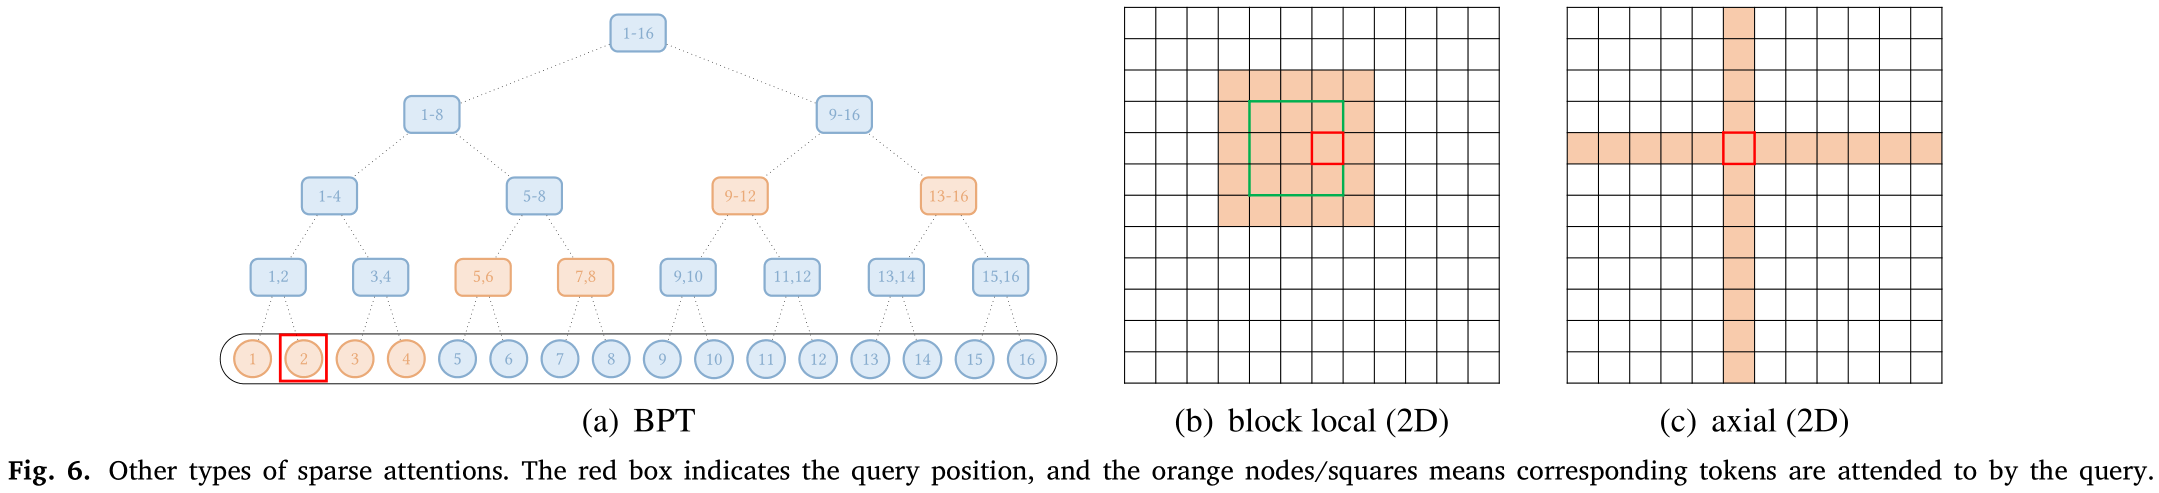 1-16
1-8 9-16
1-4 5-8 9-12 13-16
1,2 3,4 5,6 7,8 9,10 11,12 13,14 15,16
1 2 3 4 5 6 7 8 9 10 11 12 13 14 15 16
(a) BPT
(b) block local (2D)
(c) axial (2D)
Fig. 6. Other types of sparse attentions. The red box indicates the query position, and the orange nodes/squares means corresponding tokens are attended to by the query.